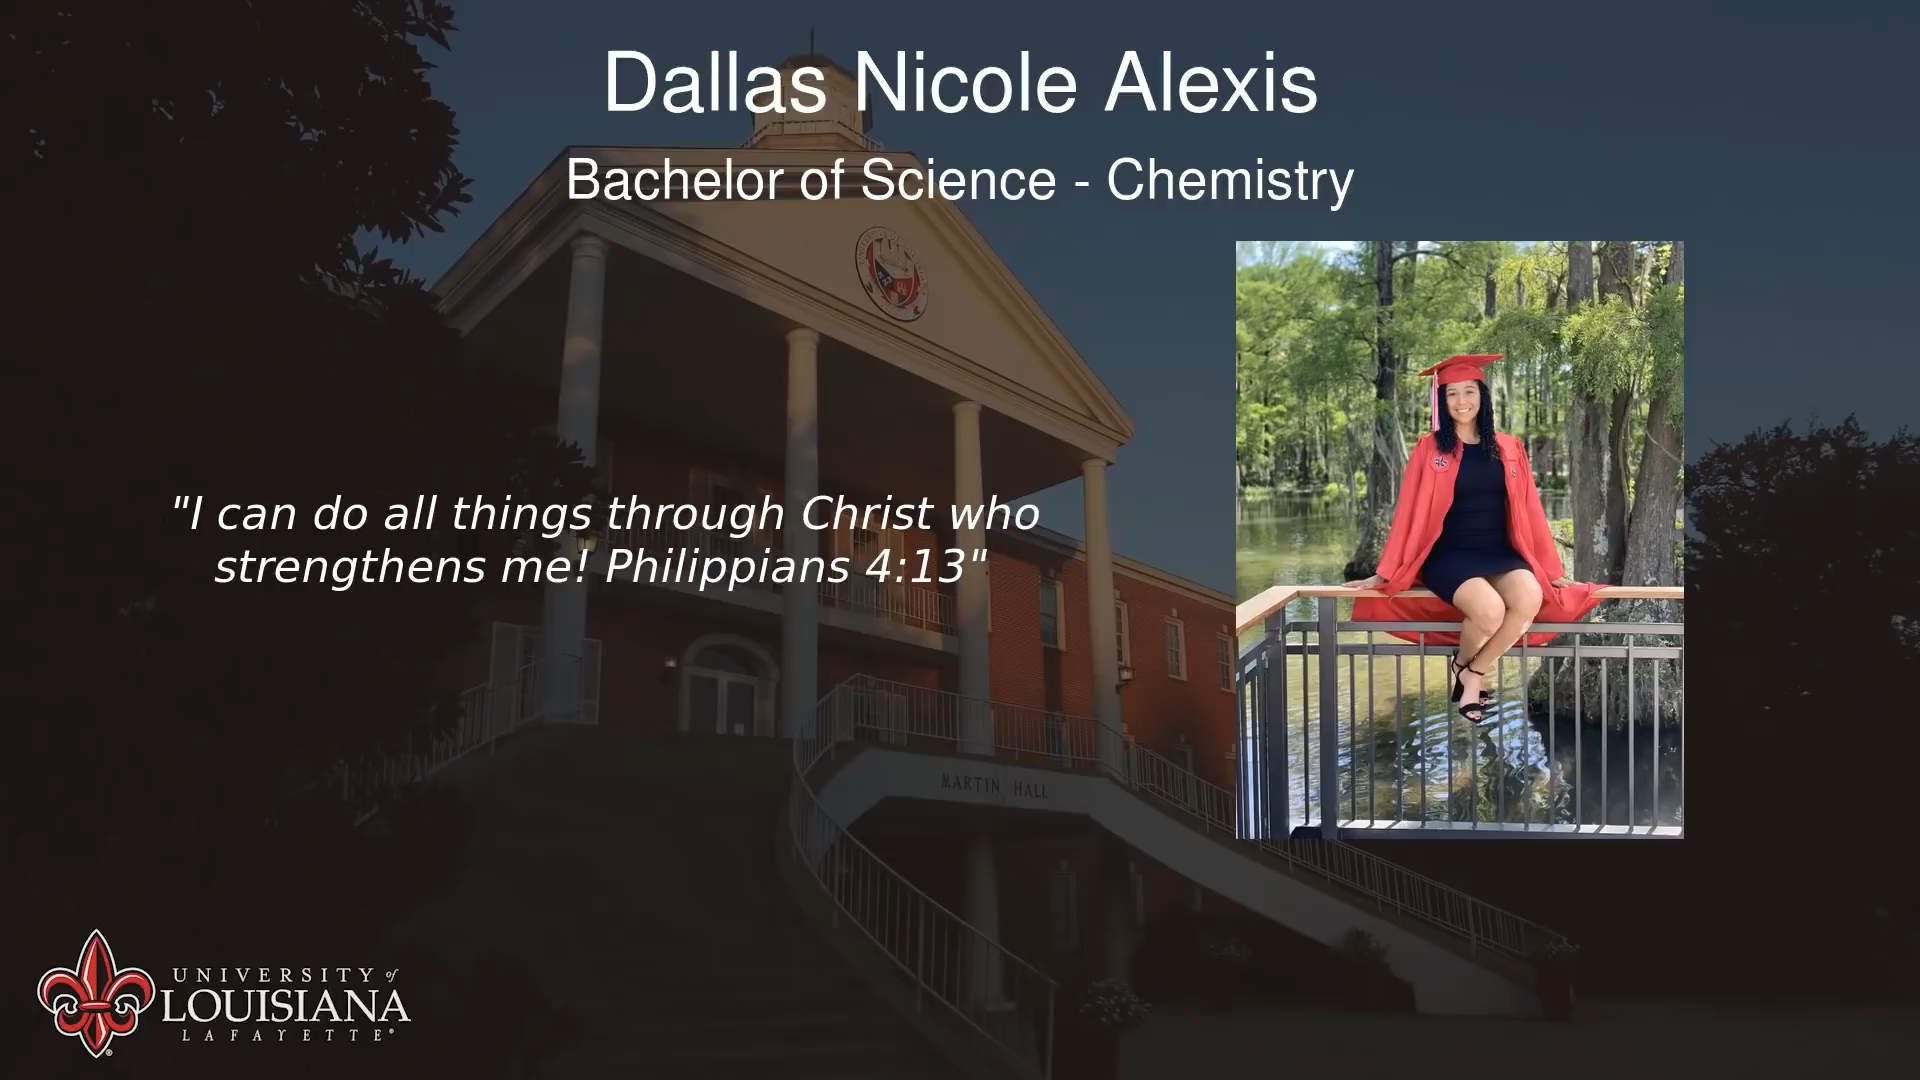 Dallas Nicole Alexis
Bachelor of Science - Chemistry
"I can do all things through Christ who
strengthens me! Philippians 4:13"
MARTIN HALL
UNIVERSITY of
LOUISIANA
LAFAYETTE®